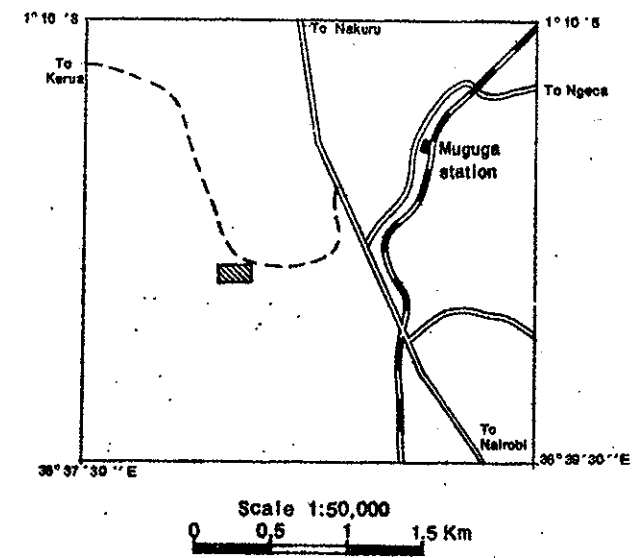 1° 10 'S
To Nakuru
1° 10 'S
To
Kerua
To Ngeca
Muguga
station
To
Nairobi
36° 37' 30 '' E
36° 39' 30 '' E
Scale 1:50,000
0 0.5 1 1.5 Km